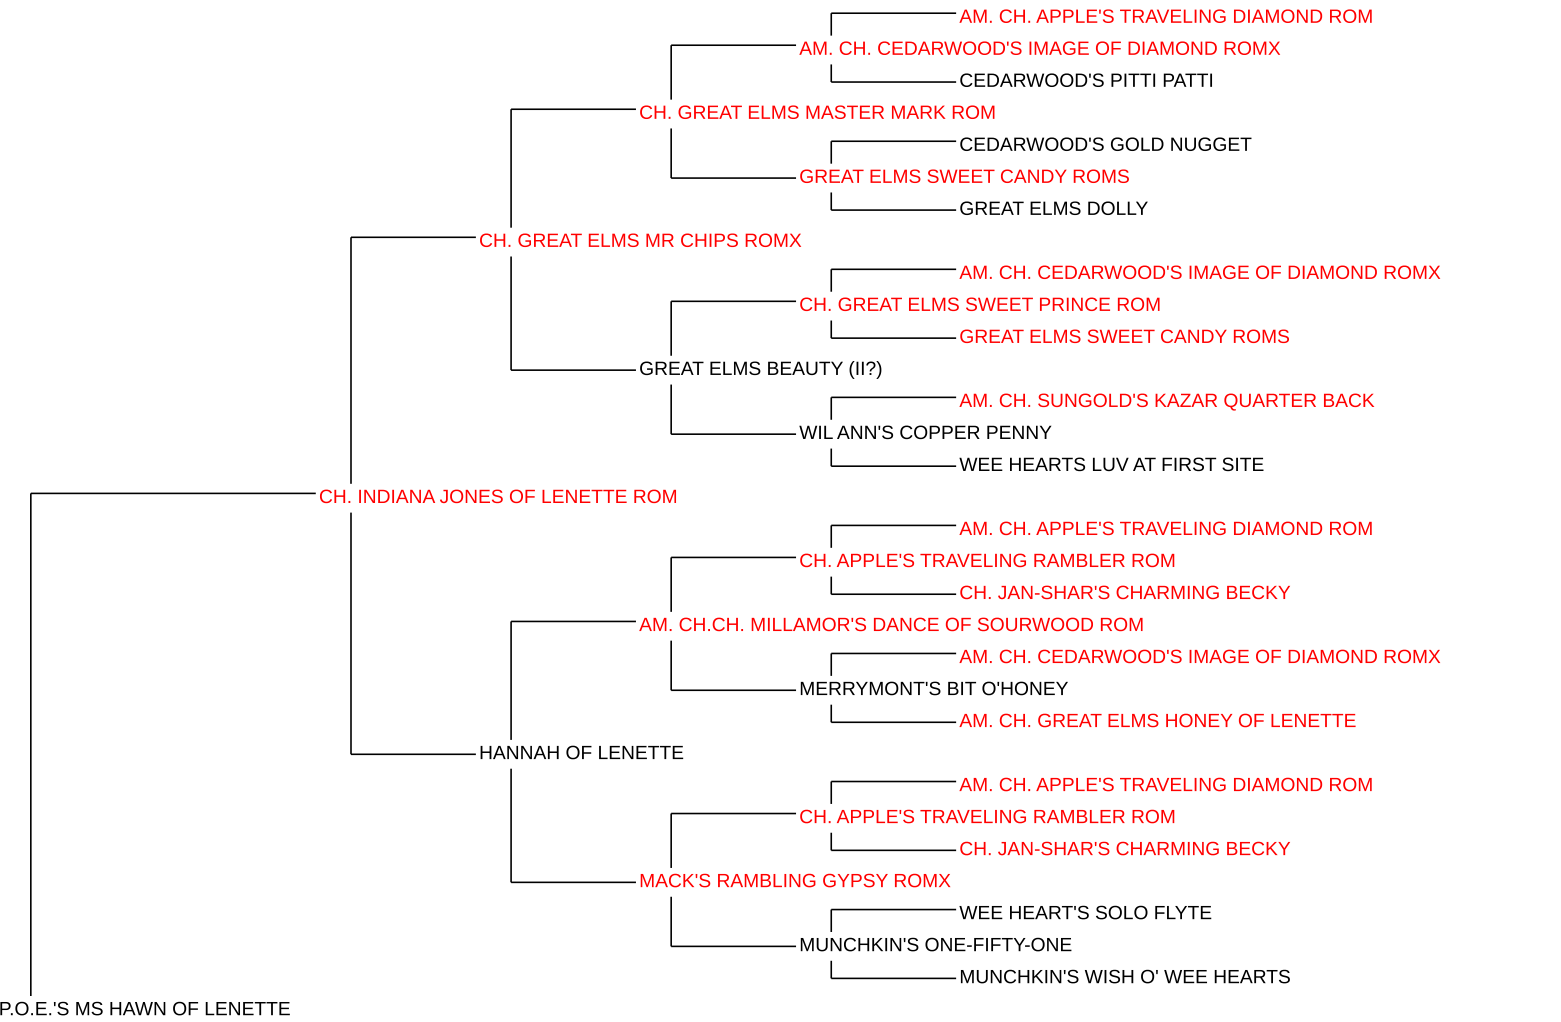 AM. CH. APPLE'S TRAVELING DIAMOND ROM
AM. CH. CEDARWOOD'S IMAGE OF DIAMOND ROMX
CEDARWOOD'S PITTI PATTI
CH. GREAT ELMS MASTER MARK ROM
CEDARWOOD'S GOLD NUGGET
GREAT ELMS SWEET CANDY ROMS
GREAT ELMS DOLLY
CH. GREAT ELMS MR CHIPS ROMX
AM. CH. CEDARWOOD'S IMAGE OF DIAMOND ROMX
CH. GREAT ELMS SWEET PRINCE ROM
GREAT ELMS SWEET CANDY ROMS
GREAT ELMS BEAUTY (II?)
AM. CH. SUNGOLD'S KAZAR QUARTER BACK
WIL ANN'S COPPER PENNY
WEE HEARTS LUV AT FIRST SITE
CH. INDIANA JONES OF LENETTE ROM
AM. CH. APPLE'S TRAVELING DIAMOND ROM
CH. APPLE'S TRAVELING RAMBLER ROM
CH. JAN-SHAR'S CHARMING BECKY
AM. CH.CH. MILLAMOR'S DANCE OF SOURWOOD ROM
AM. CH. CEDARWOOD'S IMAGE OF DIAMOND ROMX
MERRYMONT'S BIT O'HONEY
AM. CH. GREAT ELMS HONEY OF LENETTE
HANNAH OF LENETTE
AM. CH. APPLE'S TRAVELING DIAMOND ROM
CH. APPLE'S TRAVELING RAMBLER ROM
CH. JAN-SHAR'S CHARMING BECKY
MACK'S RAMBLING GYPSY ROMX
WEE HEART'S SOLO FLYTE
MUNCHKIN'S ONE-FIFTY-ONE
MUNCHKIN'S WISH O' WEE HEARTS
P.O.E.'S MS HAWN OF LENETTE